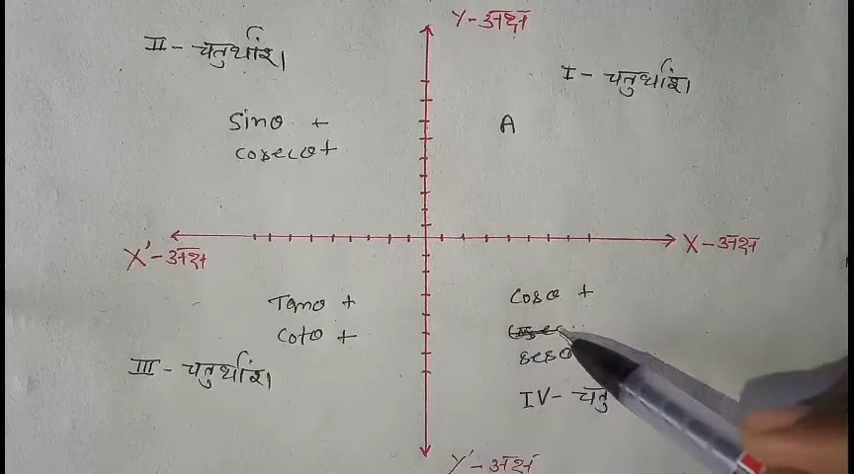 Y-अक्ष
II - चतुर्थांश।
I - चतुर्थांश।
Sinθ +
A
cosecθ +
X-अक्ष
X'-अक्ष
Tanθ +
Cosθ +
Cotθ +
secθ
III - चतुर्थांश।
IV - चतु
Y'-अक्ष